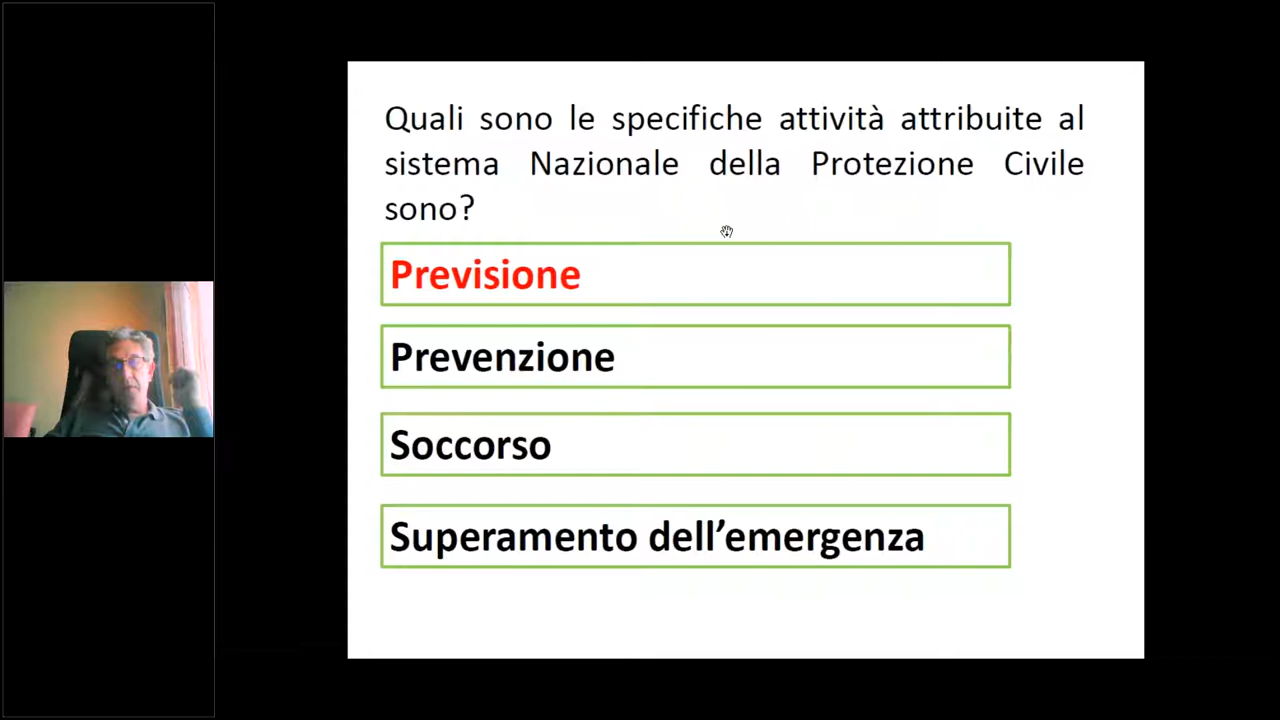 Quali sono le specifiche attività attribuite al
sistema Nazionale della Protezione Civile
sono?
Previsione
Prevenzione
Soccorso
Superamento dell’emergenza